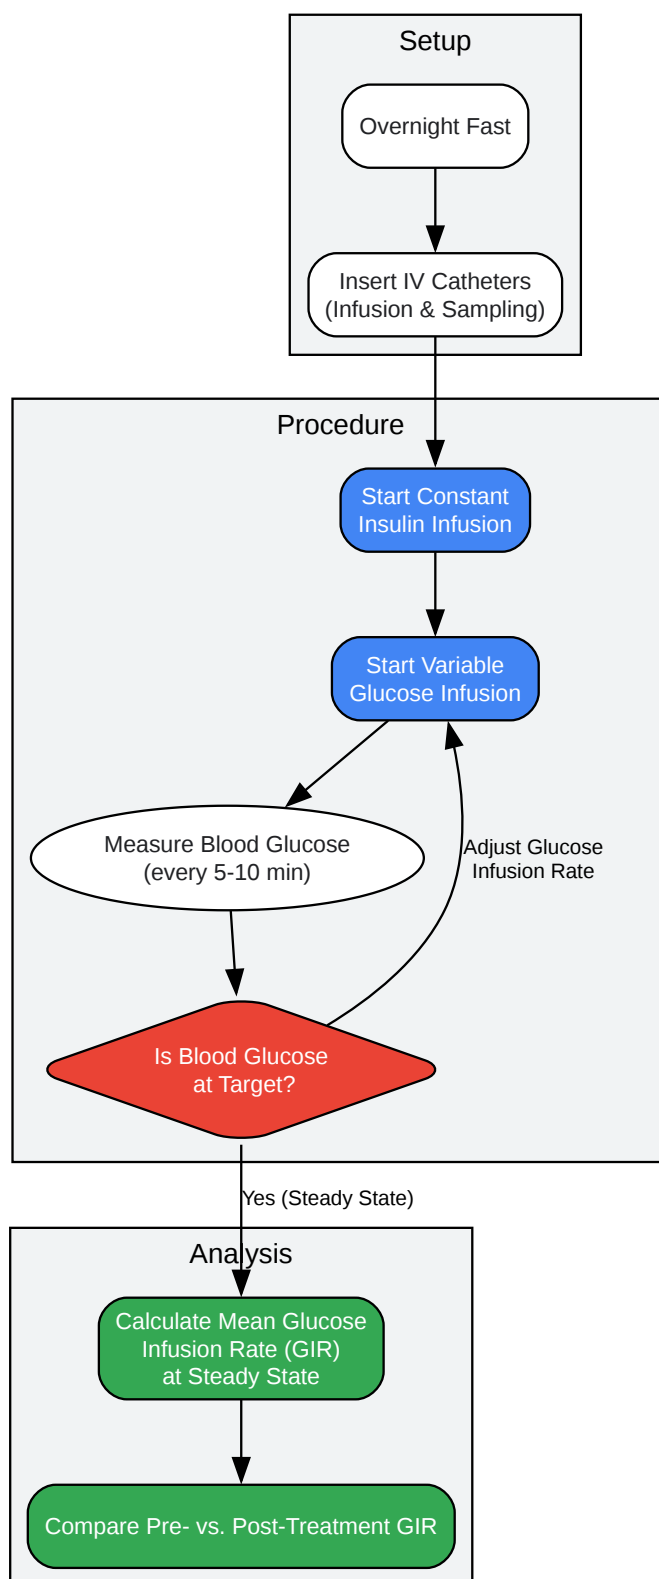 Setup
Overnight Fast
Insert IV Catheters
(Infusion & Sampling)
Procedure
Start Constant
Insulin Infusion
Start Variable
Glucose Infusion
Measure Blood Glucose
(every 5-10 min)
Adjust Glucose
Infusion Rate
Is Blood Glucose
at Target?
Yes (Steady State)
Analysis
Calculate Mean Glucose
Infusion Rate (GIR)
at Steady State
Compare Pre- vs. Post-Treatment GIR